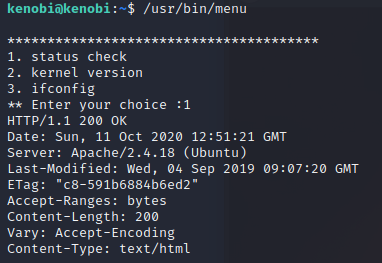 kenobi@kenobi:~$ /usr/bin/menu
***************************************
1. status check
2. kernel version
3. ifconfig
** Enter your choice :1
HTTP/1.1 200 OK
Date: Sun, 11 Oct 2020 12:51:21 GMT
Server: Apache/2.4.18 (Ubuntu)
Last-Modified: Wed, 04 Sep 2019 09:07:20 GMT
ETag: "c8-591b6884b6ed2"
Accept-Ranges: bytes
Content-Length: 200
Vary: Accept-Encoding
Content-Type: text/html